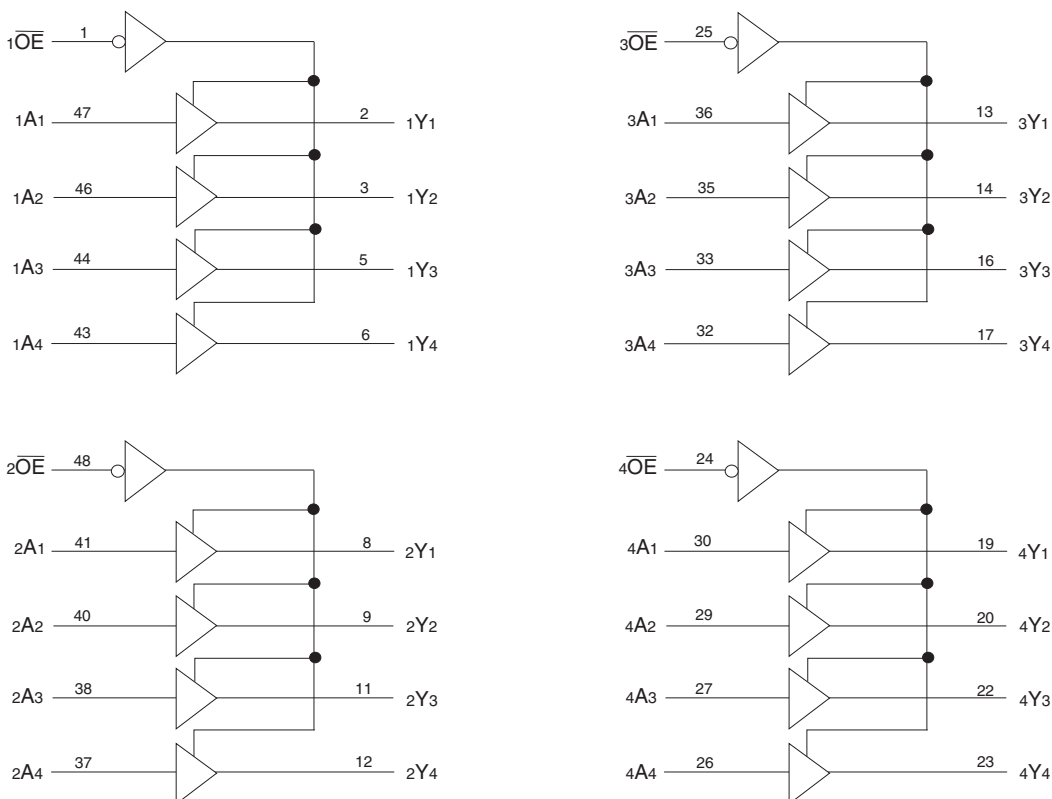 1OE 1
1A1 47 2 1Y1
1A2 46 3 1Y2
1A3 44 5 1Y3
1A4 43 6 1Y4
3OE 25
3A1 36 13 3Y1
3A2 35 14 3Y2
3A3 33 16 3Y3
3A4 32 17 3Y4
2OE 48
2A1 41 8 2Y1
2A2 40 9 2Y2
2A3 38 11 2Y3
2A4 37 12 2Y4
4OE 24
4A1 30 19 4Y1
4A2 29 20 4Y2
4A3 27 22 4Y3
4A4 26 23 4Y4